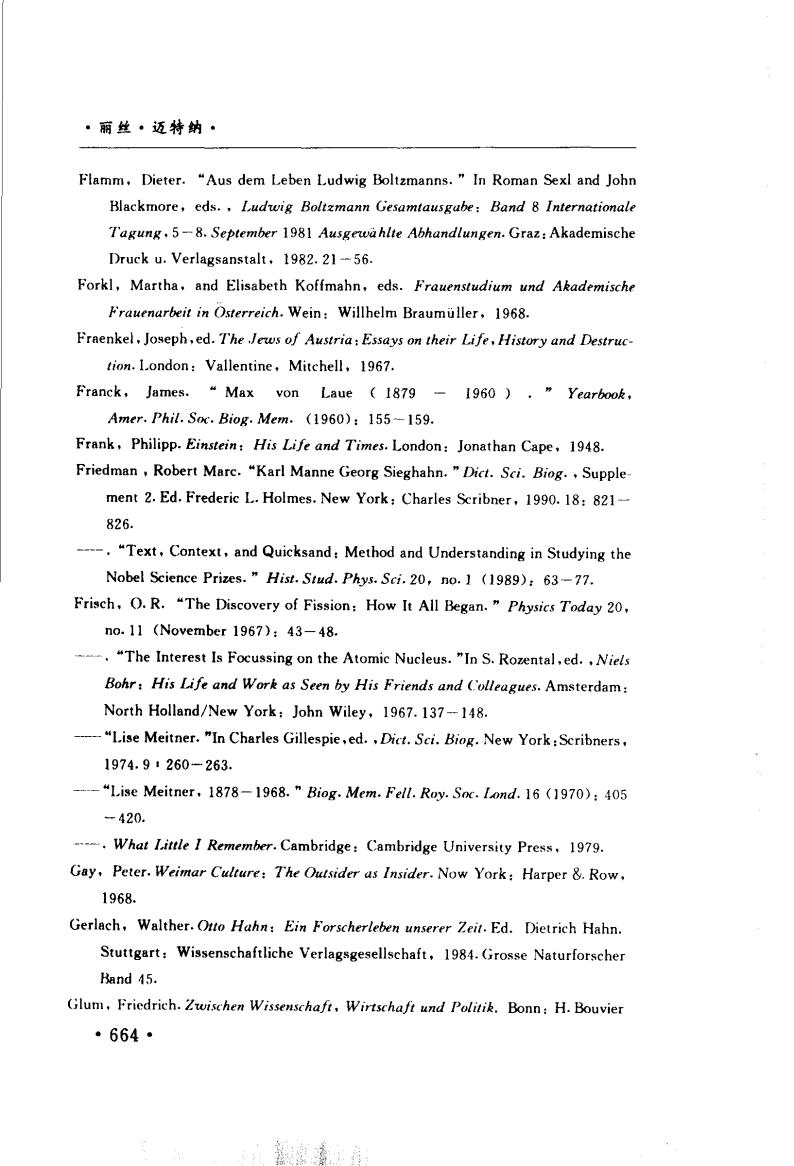 ·丽丝·迈特纳·
Flamm, Dieter. “Aus dem Leben Ludwig Boltzmanns.” In Roman Sexl and John
Blackmore, eds. , Ludwig Boltzmann Gesamtausgabe: Band 8 Internationale
Tagung, 5-8. September 1981 Ausgewählte Abhandlungen. Graz: Akademische
Druck u. Verlagsanstalt, 1982. 21-56.
Forkl, Martha, and Elisabeth Koffmahn, eds. Frauenstudium und Akademische
Frauenarbeit in Österreich. Wein: Willhelm Braumüller, 1968.
Fraenkel, Joseph, ed. The Jews of Austria: Essays on their Life, History and Destruc-
tion. London: Vallentine, Mitchell, 1967.
Franck, James. “Max von Laue (1879 - 1960) .” Yearbook,
Amer. Phil. Soc. Biog. Mem. (1960): 155-159.
Frank, Philipp. Einstein: His Life and Times. London: Jonathan Cape, 1948.
Friedman , Robert Marc. “Karl Manne Georg Sieghahn.” Dict. Sci. Biog. , Supple-
ment 2. Ed. Frederic L. Holmes. New York: Charles Scribner, 1990. 18: 821-
826.
----. “Text, Context, and Quicksand: Method and Understanding in Studying the
Nobel Science Prizes.” Hist. Stud. Phys. Sci. 20, no. 1 (1989): 63-77.
Frisch, O. R. “The Discovery of Fission: How It All Began.” Physics Today 20,
no. 11 (November 1967): 43-48.
----. “The Interest Is Focussing on the Atomic Nucleus. ”In S. Rozental, ed. , Niels
Bohr: His Life and Work as Seen by His Friends and Colleagues. Amsterdam:
North Holland/New York: John Wiley, 1967. 137-148.
----“Lise Meitner. ”In Charles Gillespie, ed. , Dict. Sci. Biog. New York: Scribners,
1974. 9: 260-263.
----“Lise Meitner, 1878-1968.” Biog. Mem. Fell. Roy. Soc. Lond. 16 (1970): 405
-420.
----. What Little I Remember. Cambridge: Cambridge University Press, 1979.
Gay, Peter. Weimar Culture: The Outsider as Insider. Now York: Harper & Row,
1968.
Gerlach, Walther. Otto Hahn: Ein Forscherleben unserer Zeit. Ed. Dietrich Hahn.
Stuttgart: Wissenschaftliche Verlagsgesellschaft, 1984. Grosse Naturforscher
Band 45.
Glum, Friedrich. Zwischen Wissenschaft, Wirtschaft und Politik. Bonn: H. Bouvier
·664·